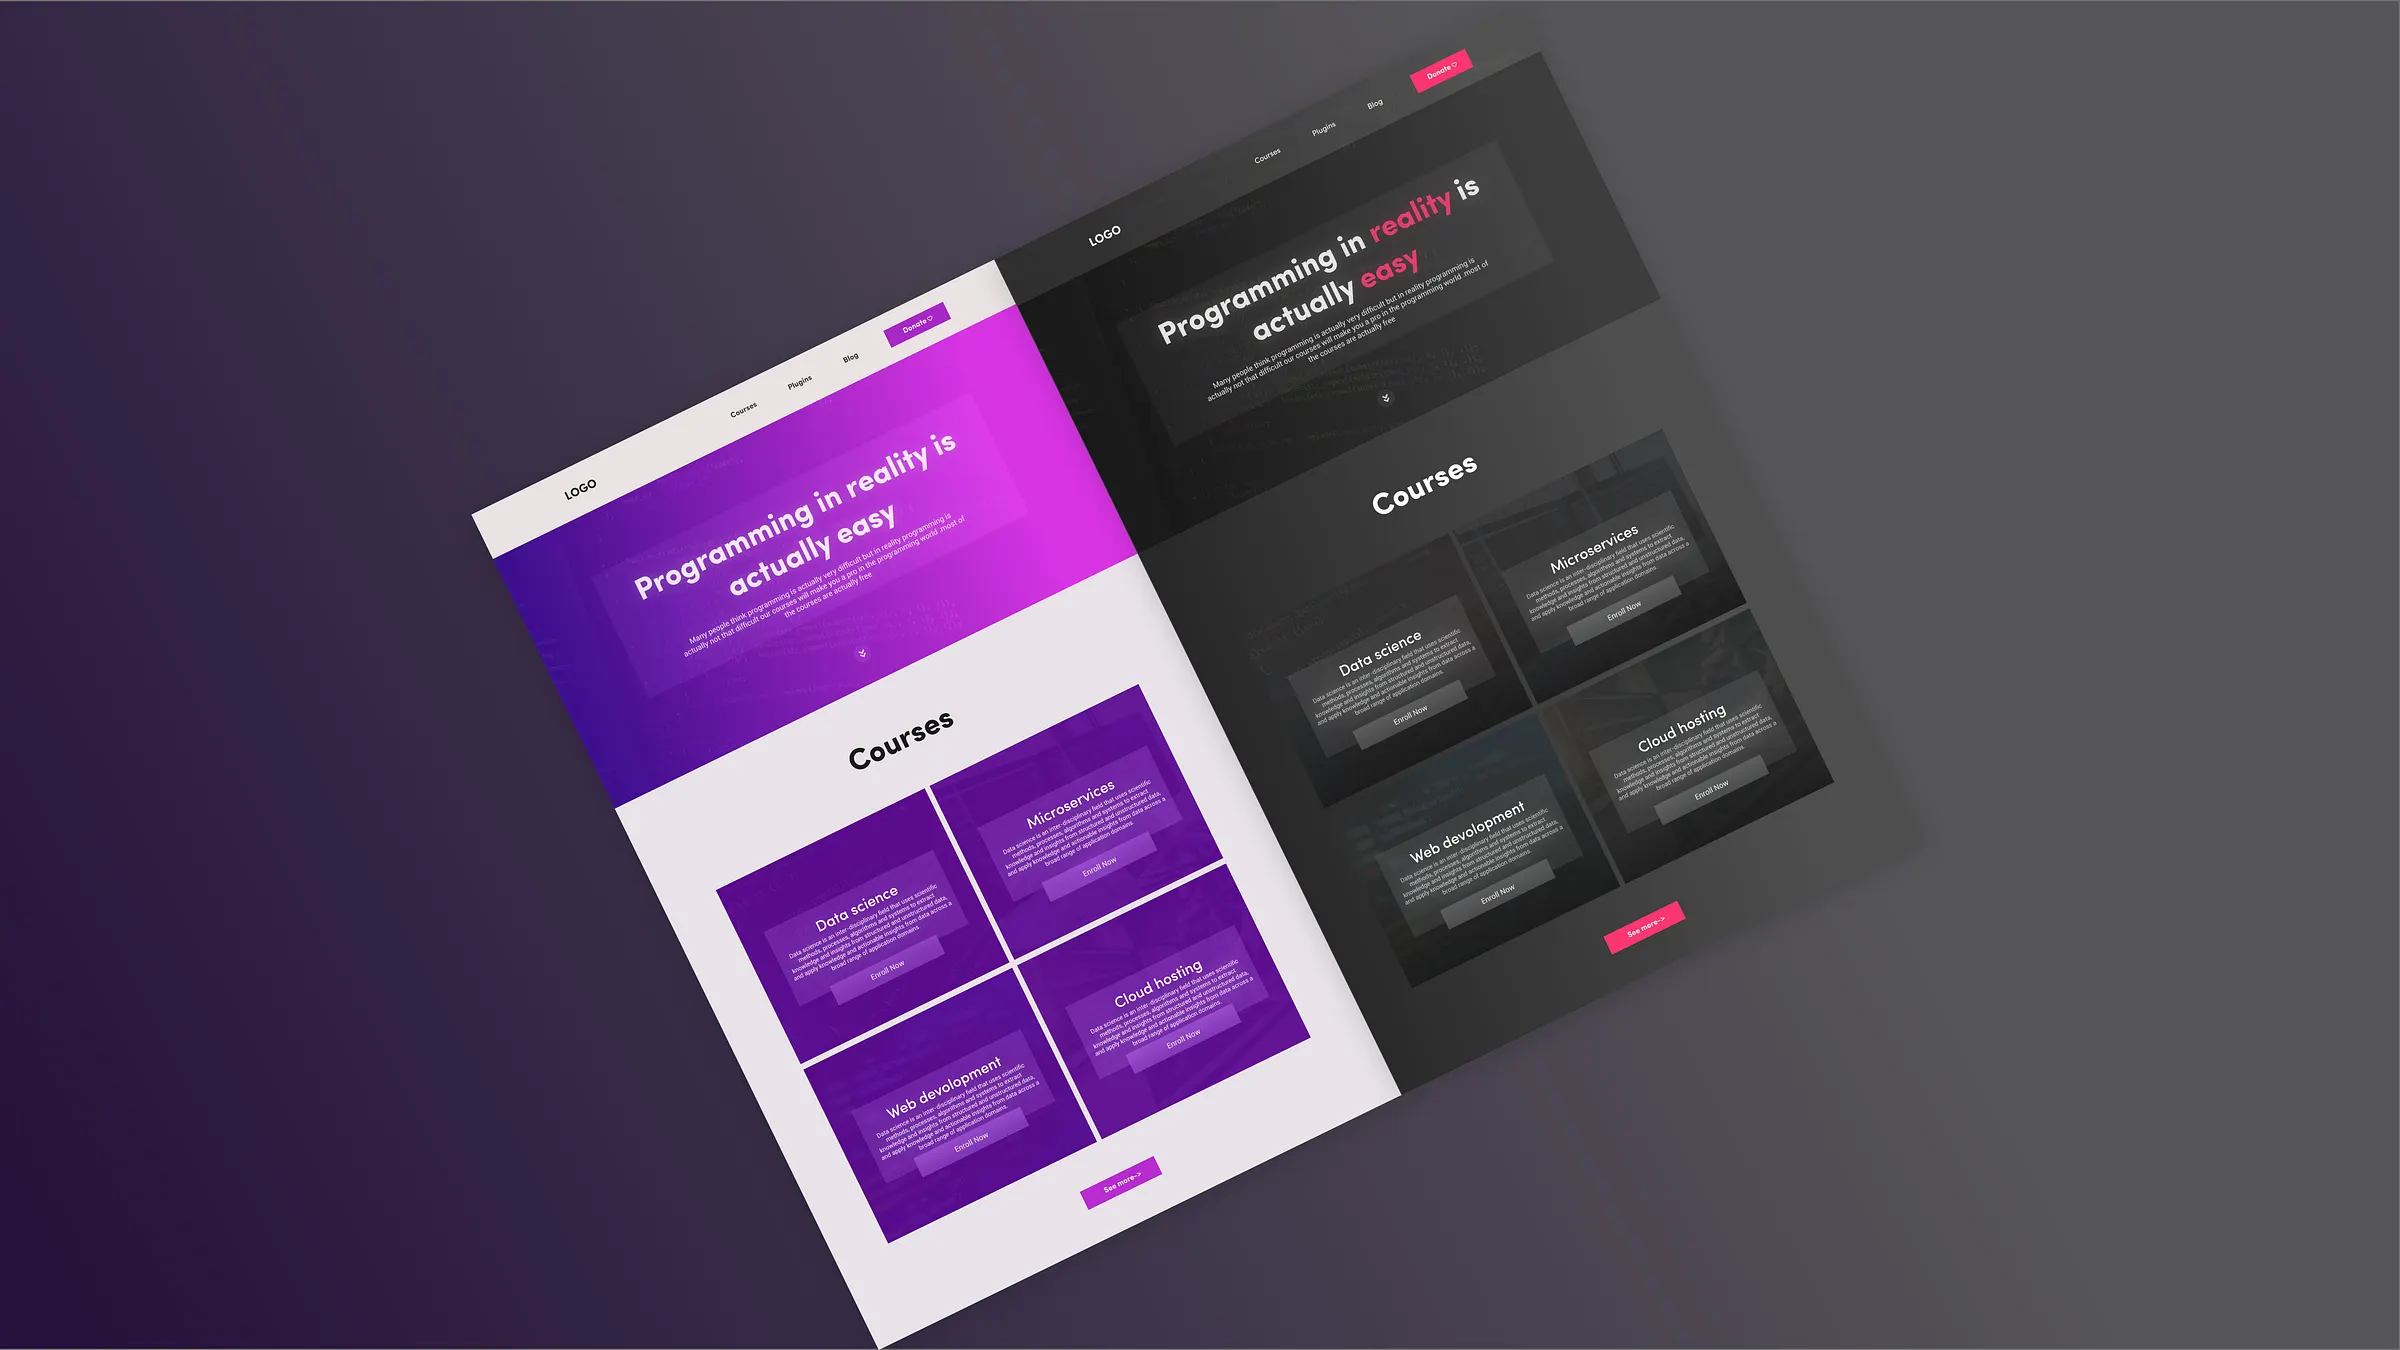 LOGO
Courses
Plugins
Blog
Donate ♡
Programming in reality is
actually easy
Many people think programming is actually very difficult but in reality programming is
actually not that difficult our courses will make you a pro in the programming world .most of
the courses are actually free
Courses
Data science
Data science is an inter-disciplinary field that uses scientific
methods, processes, algorithms and systems to extract
knowledge and insights from structured and unstructured data,
and apply knowledge and actionable insights from data across a
broad range of application domains.
Enroll Now
Microservices
Data science is an inter-disciplinary field that uses scientific
methods, processes, algorithms and systems to extract
knowledge and insights from structured and unstructured data,
and apply knowledge and actionable insights from data across a
broad range of application domains.
Enroll Now
Web devolopment
Data science is an inter-disciplinary field that uses scientific
methods, processes, algorithms and systems to extract
knowledge and insights from structured and unstructured data,
and apply knowledge and actionable insights from data across a
broad range of application domains.
Enroll Now
Cloud hosting
Data science is an inter-disciplinary field that uses scientific
methods, processes, algorithms and systems to extract
knowledge and insights from structured and unstructured data,
and apply knowledge and actionable insights from data across a
broad range of application domains.
Enroll Now
See more->
LOGO
Courses
Plugins
Blog
Donate ♡
Programming in reality is
actually easy
Many people think programming is actually very difficult but in reality programming is
actually not that difficult our courses will make you a pro in the programming world .most of
the courses are actually free
Courses
Data science
Data science is an inter-disciplinary field that uses scientific
methods, processes, algorithms and systems to extract
knowledge and insights from structured and unstructured data,
and apply knowledge and actionable insights from data across a
broad range of application domains.
Enroll Now
Microservices
Data science is an inter-disciplinary field that uses scientific
methods, processes, algorithms and systems to extract
knowledge and insights from structured and unstructured data,
and apply knowledge and actionable insights from data across a
broad range of application domains.
Enroll Now
Web devolopment
Data science is an inter-disciplinary field that uses scientific
methods, processes, algorithms and systems to extract
knowledge and insights from structured and unstructured data,
and apply knowledge and actionable insights from data across a
broad range of application domains.
Enroll Now
Cloud hosting
Data science is an inter-disciplinary field that uses scientific
methods, processes, algorithms and systems to extract
knowledge and insights from structured and unstructured data,
and apply knowledge and actionable insights from data across a
broad range of application domains.
Enroll Now
See more->